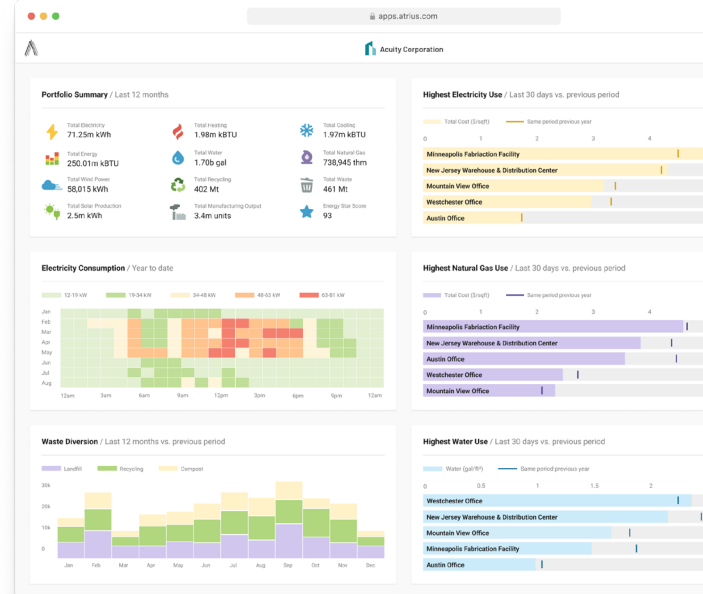 apps.atrius.com
Acuity Corporation
Portfolio Summary / Last 12 months
Total Electricity
71.25m kWh
Total Heating
1.98m kBTU
Total Cooling
1.97m kBTU
Total Energy
250.01m kBTU
Total Water
1.70b gal
Total Natural Gas
738,945 thm
Total Wind Power
58,015 kWh
Total Recycling
402 Mt
Total Waste
461 Mt
Total Solar Production
2.5m kWh
Total Manufacturing Output
3.4m units
Energy Star Score
93
Highest Electricity Use / Last 30 days vs. previous period
Total Cost ($/sqft) Same period previous year
0 1 2 3 4
Minneapolis Fabriaction Facility
New Jersey Warehouse & Distribution Center
Mountain View Office
Westchester Office
Austin Office
Electricity Consumption / Year to date
12-19 kW 19-34 kW 34-48 kW 48-63 kW 63-81 kW
Jan
Feb
Mar
Apr
May
Jun
Jul
Aug
12am 3am 6am 9am 12pm 3pm 6pm 9pm 12am
Highest Natural Gas Use / Last 30 days vs. previous period
Total Cost ($/sqft) Same period previous year
0 1 2 3 4
Minneapolis Fabriaction Facility
New Jersey Warehouse & Distribution Center
Austin Office
Westchester Office
Mountain View Office
Waste Diversion / Last 12 months vs. previous period
Landfill Recycling Compost
30k
20k
10k
0
Jan Feb Mar Apr May Jun Jul Aug Sep Oct Nov Dec
Highest Water Use / Last 30 days vs. previous period
Water (gal/ft²) Same period previous year
0 0.5 1 1.5 2
Westchester Office
New Jersey Warehouse & Distribution Center
Mountain View Office
Minneapolis Fabrication Facility
Austin Office